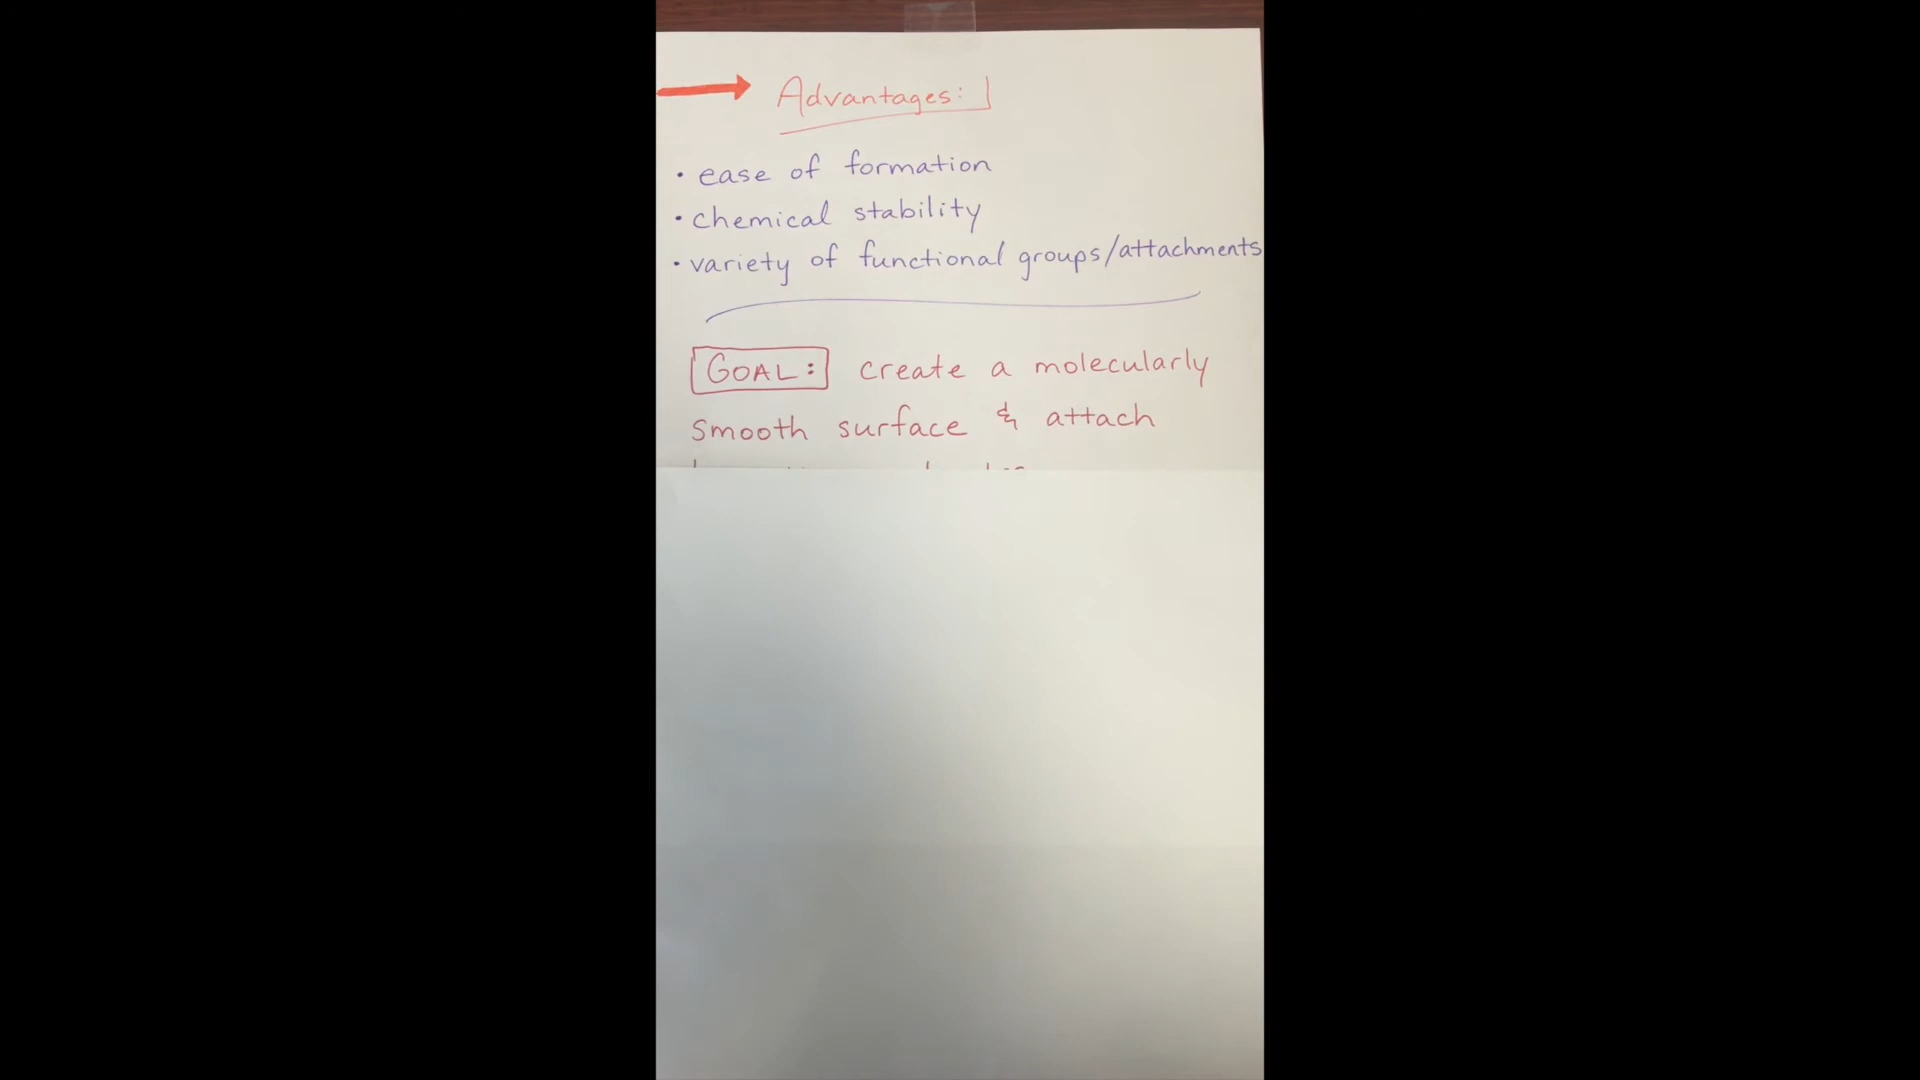 Advantages:
• ease of formation
• chemical stability
• variety of functional groups/attachments
GOAL: create a molecularly
smooth surface & attach